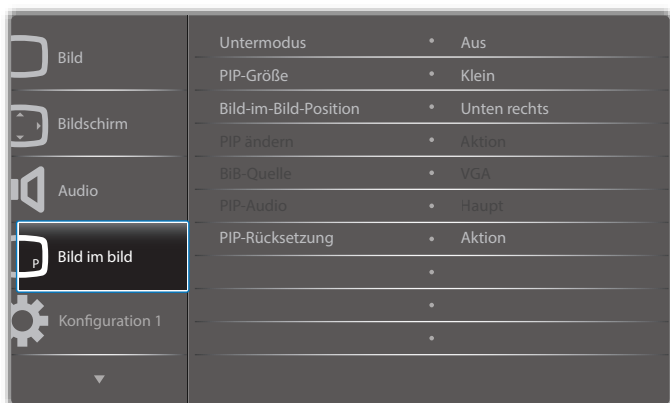 Bild
Bildschirm
Audio
P
Bild im bild
Konfiguration 1
Untermodus • Aus
PIP-Größe • Klein
Bild-im-Bild-Position • Unten rechts
PIP ändern • Aktion
BiB-Quelle • VGA
PIP-Audio • Haupt
PIP-Rücksetzung • Aktion